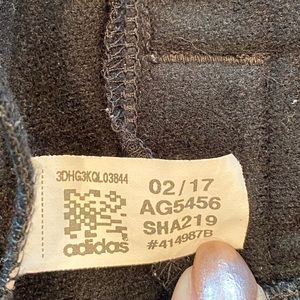 3DHG3KQL03844
adidas
02/17
AG5456
SHA219
#414987B